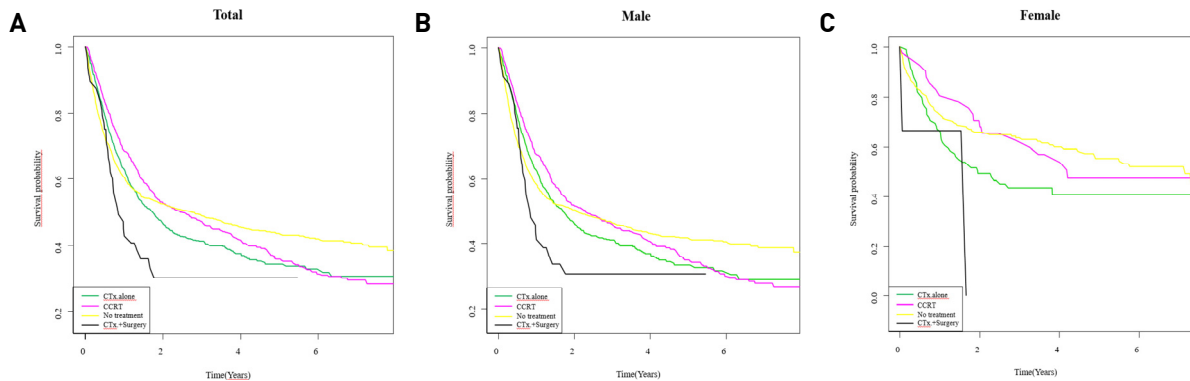 A
Total
Survival probability
1.0
0.8
0.6
0.4
0.2
0
2
4
6
Time(Years)
CTx.alone
CCRT
No treatment
CTx.+Surgery
B
Male
Survival probability
1.0
0.8
0.6
0.4
0.2
0
2
4
6
Time(Years)
CTx.alone
CCRT
No treatment
CTx.+Surgery
C
Female
Survival probability
1.0
0.8
0.6
0.4
0.2
0.0
0
2
4
6
Time(Years)
CTx.alone
CCRT
No treatment
CTx.+Surgery